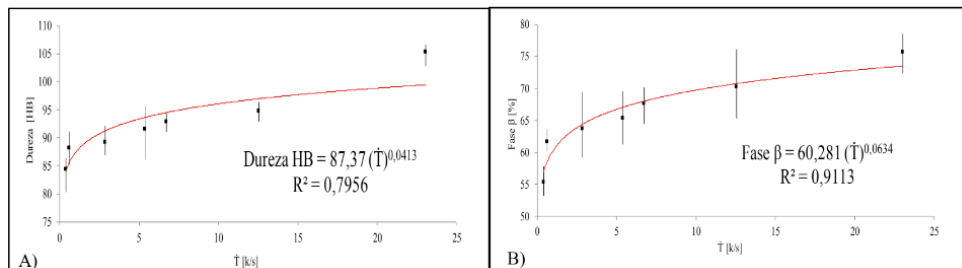 Dureza [HB]
110
105
100
95
90
85
80
75
Dureza HB = 87,37 (Ṫ)^0,0413
R² = 0,7956
0 5 10 15 20 25
Ṫ [k/s]
A)
Fase β [%]
80
75
70
65
60
55
50
Fase β = 60,281 (Ṫ)^0,0634
R² = 0,9113
0 5 10 15 20 25
Ṫ [k/s]
B)